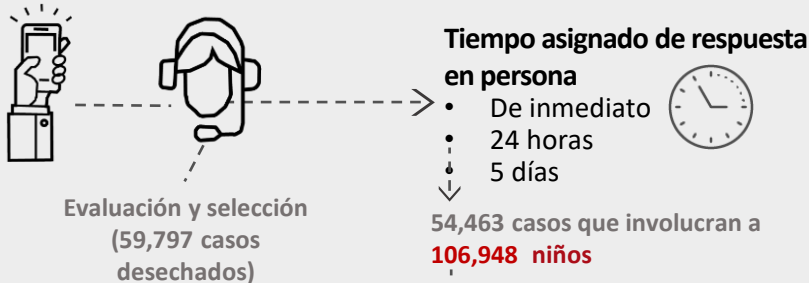 Tiempo asignado de respuesta
en persona
• De inmediato
• 24 horas
• 5 días
Evaluación y selección
(59,797 casos
desechados)
54,463 casos que involucran a
106,948 niños